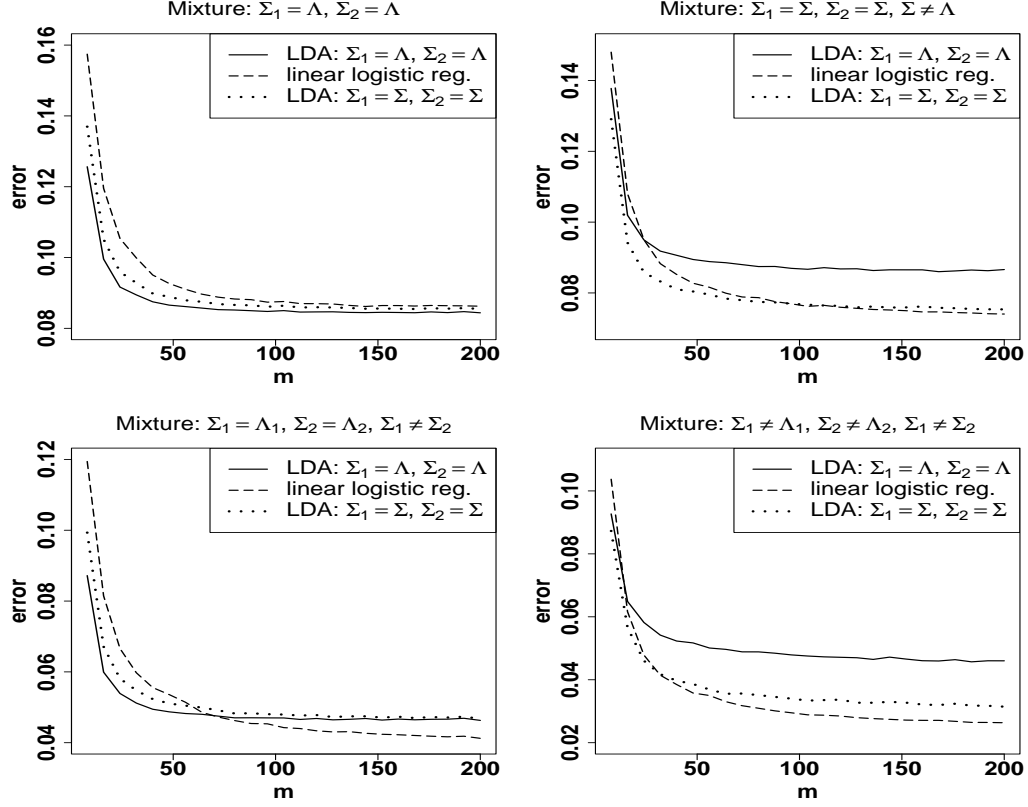 Mixture: Σ₁ = Λ, Σ₂ = Λ
0.16
0.14
0.12
0.10
0.08
error
LDA: Σ₁ = Λ, Σ₂ = Λ
linear logistic reg.
LDA: Σ₁ = Σ, Σ₂ = Σ
50
100
150
200
m
Mixture: Σ₁ = Σ, Σ₂ = Σ, Σ ≠ Λ
0.14
0.12
0.10
0.08
error
LDA: Σ₁ = Λ, Σ₂ = Λ
linear logistic reg.
LDA: Σ₁ = Σ, Σ₂ = Σ
50
100
150
200
m
Mixture: Σ₁ = Λ₁, Σ₂ = Λ₂, Σ₁ ≠ Σ₂
0.12
0.10
0.08
0.06
0.04
error
LDA: Σ₁ = Λ, Σ₂ = Λ
linear logistic reg.
LDA: Σ₁ = Σ, Σ₂ = Σ
50
100
150
200
m
Mixture: Σ₁ ≠ Λ₁, Σ₂ ≠ Λ₂, Σ₁ ≠ Σ₂
0.10
0.08
0.06
0.04
0.02
error
LDA: Σ₁ = Λ, Σ₂ = Λ
linear logistic reg.
LDA: Σ₁ = Σ, Σ₂ = Σ
50
100
150
200
m